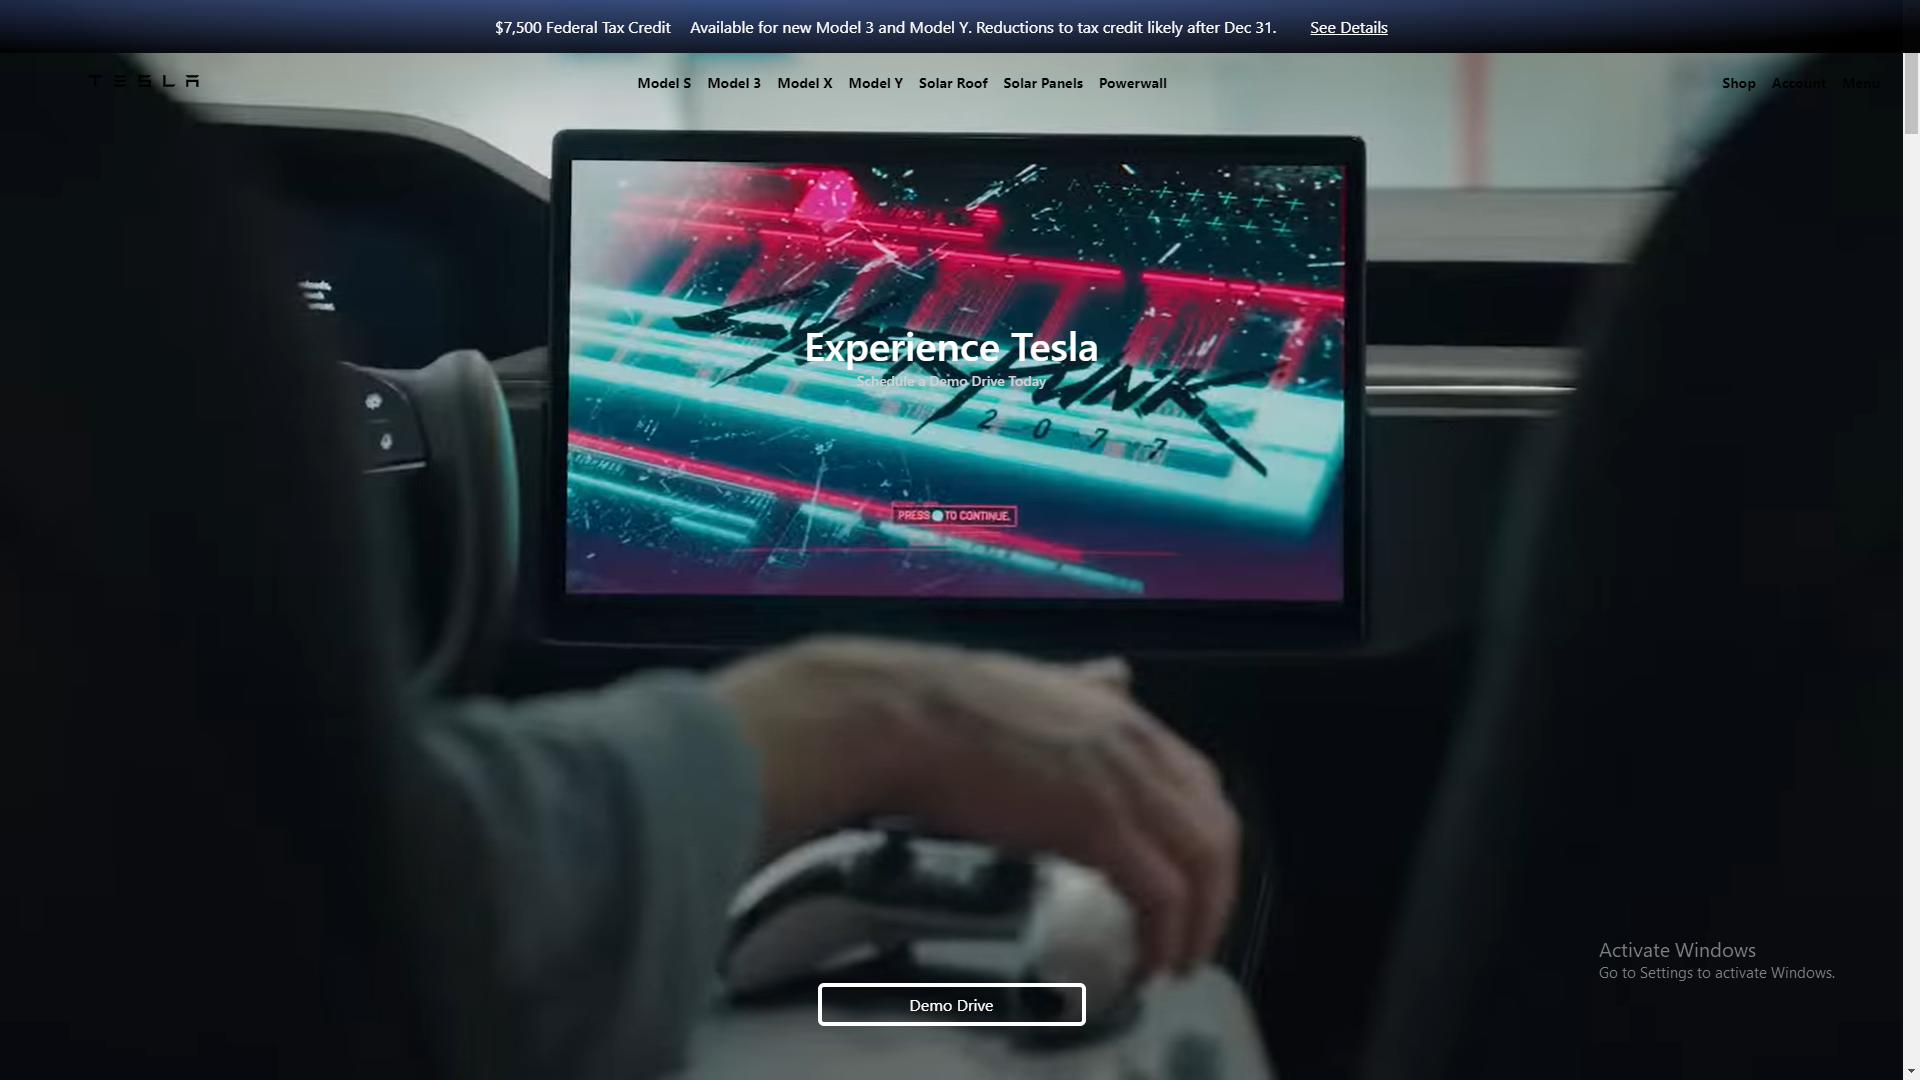 $7,500 Federal Tax Credit Available for new Model 3 and Model Y. Reductions to tax credit likely after Dec 31. See Details
TESLA Model S Model 3 Model X Model Y Solar Roof Solar Panels Powerwall Shop Account Menu
Experience Tesla
Schedule a Demo Drive Today
CYBERPUNK
2077
PRESS TO CONTINUE.
Activate Windows
Go to Settings to activate Windows.
Demo Drive